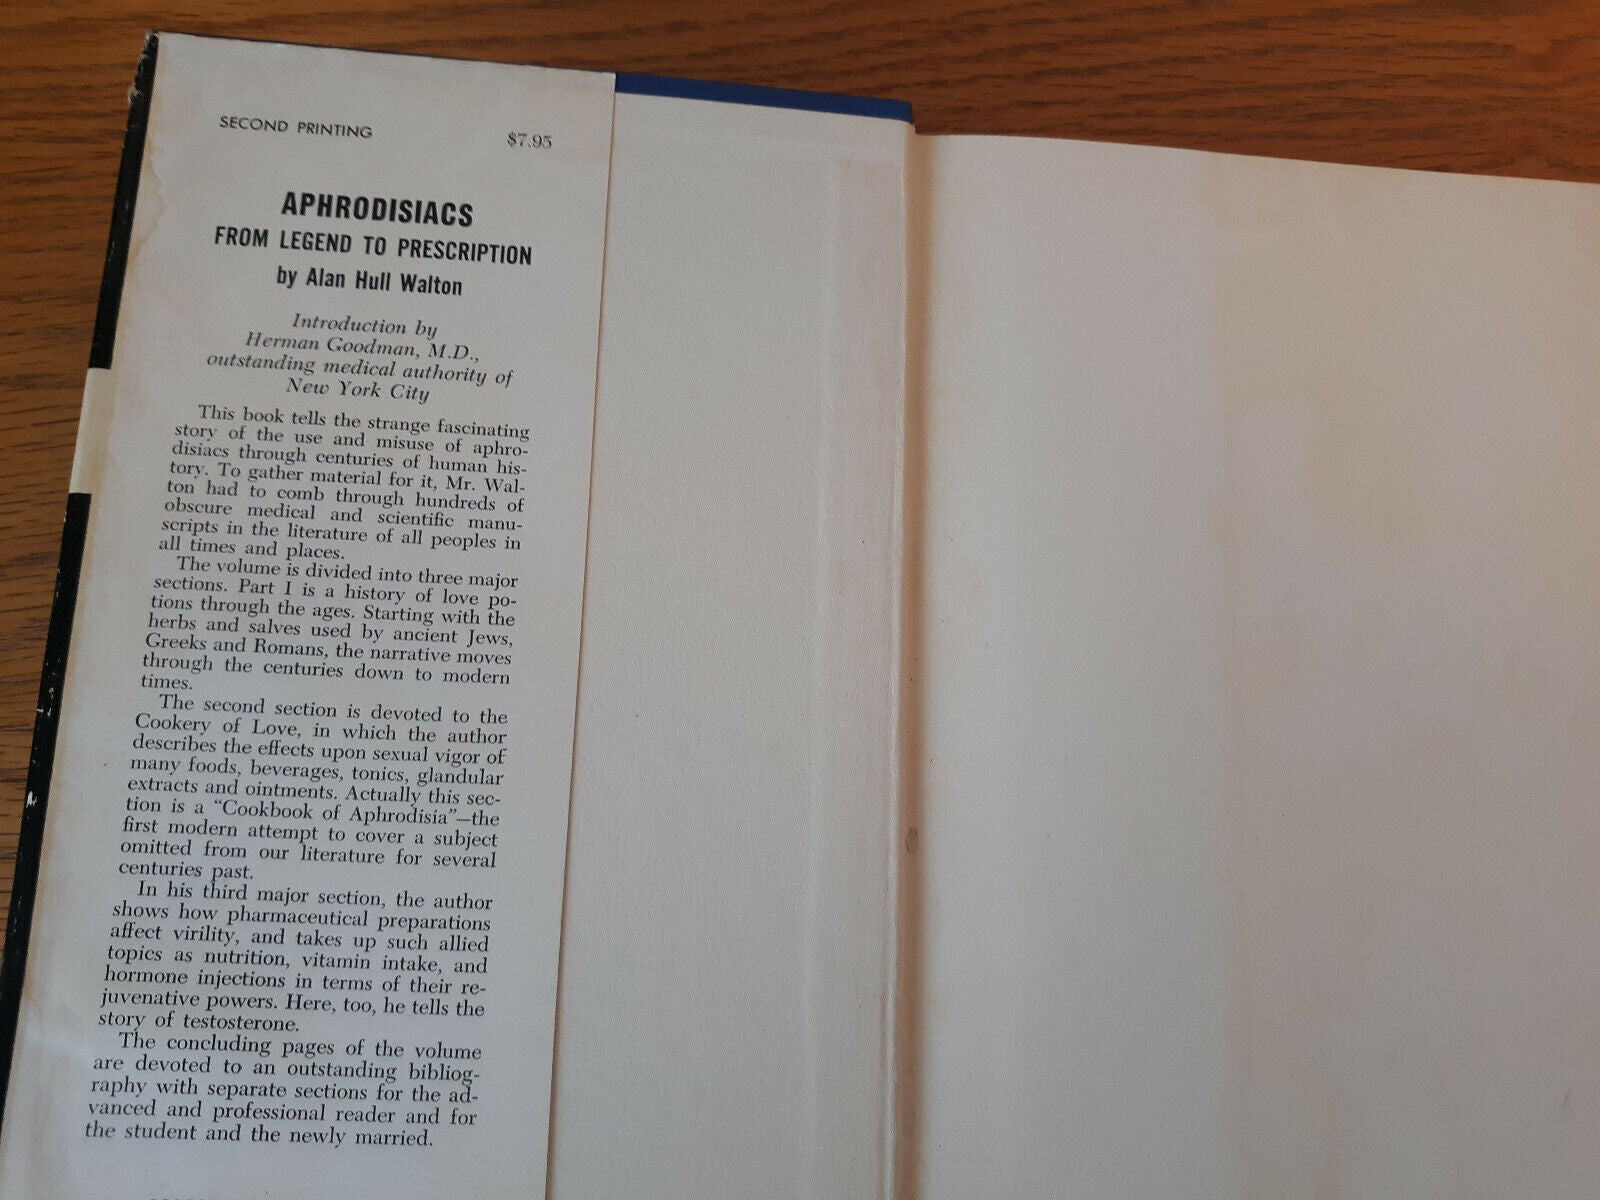 SECOND PRINTING $7.95
APHRODISIACS
FROM LEGEND TO PRESCRIPTION
by Alan Hull Walton
Introduction by
Herman Goodman, M.D.,
outstanding medical authority of
New York City
This book tells the strange fascinating
story of the use and misuse of aphro-
disiacs through centuries of human his-
tory. To gather material for it, Mr. Wal-
ton had to comb through hundreds of
obscure medical and scientific manu-
scripts in the literature of all peoples in
all times and places.
The volume is divided into three major
sections. Part I is a history of love po-
tions through the ages. Starting with the
herbs and salves used by ancient Jews,
Greeks and Romans, the narrative moves
through the centuries down to modern
times.
The second section is devoted to the
Cookery of Love, in which the author
describes the effects upon sexual vigor of
many foods, beverages, tonics, glandular
extracts and ointments. Actually this sec-
tion is a "Cookbook of Aphrodisia"—the
first modern attempt to cover a subject
omitted from our literature for several
centuries past.
In his third major section, the author
shows how pharmaceutical preparations
affect virility, and takes up such allied
topics as nutrition, vitamin intake, and
hormone injections in terms of their re-
juvenative powers. Here, too, he tells the
story of testosterone.
The concluding pages of the volume
are devoted to an outstanding bibliog-
raphy with separate sections for the ad-
vanced and professional reader and for
the student and the newly married.